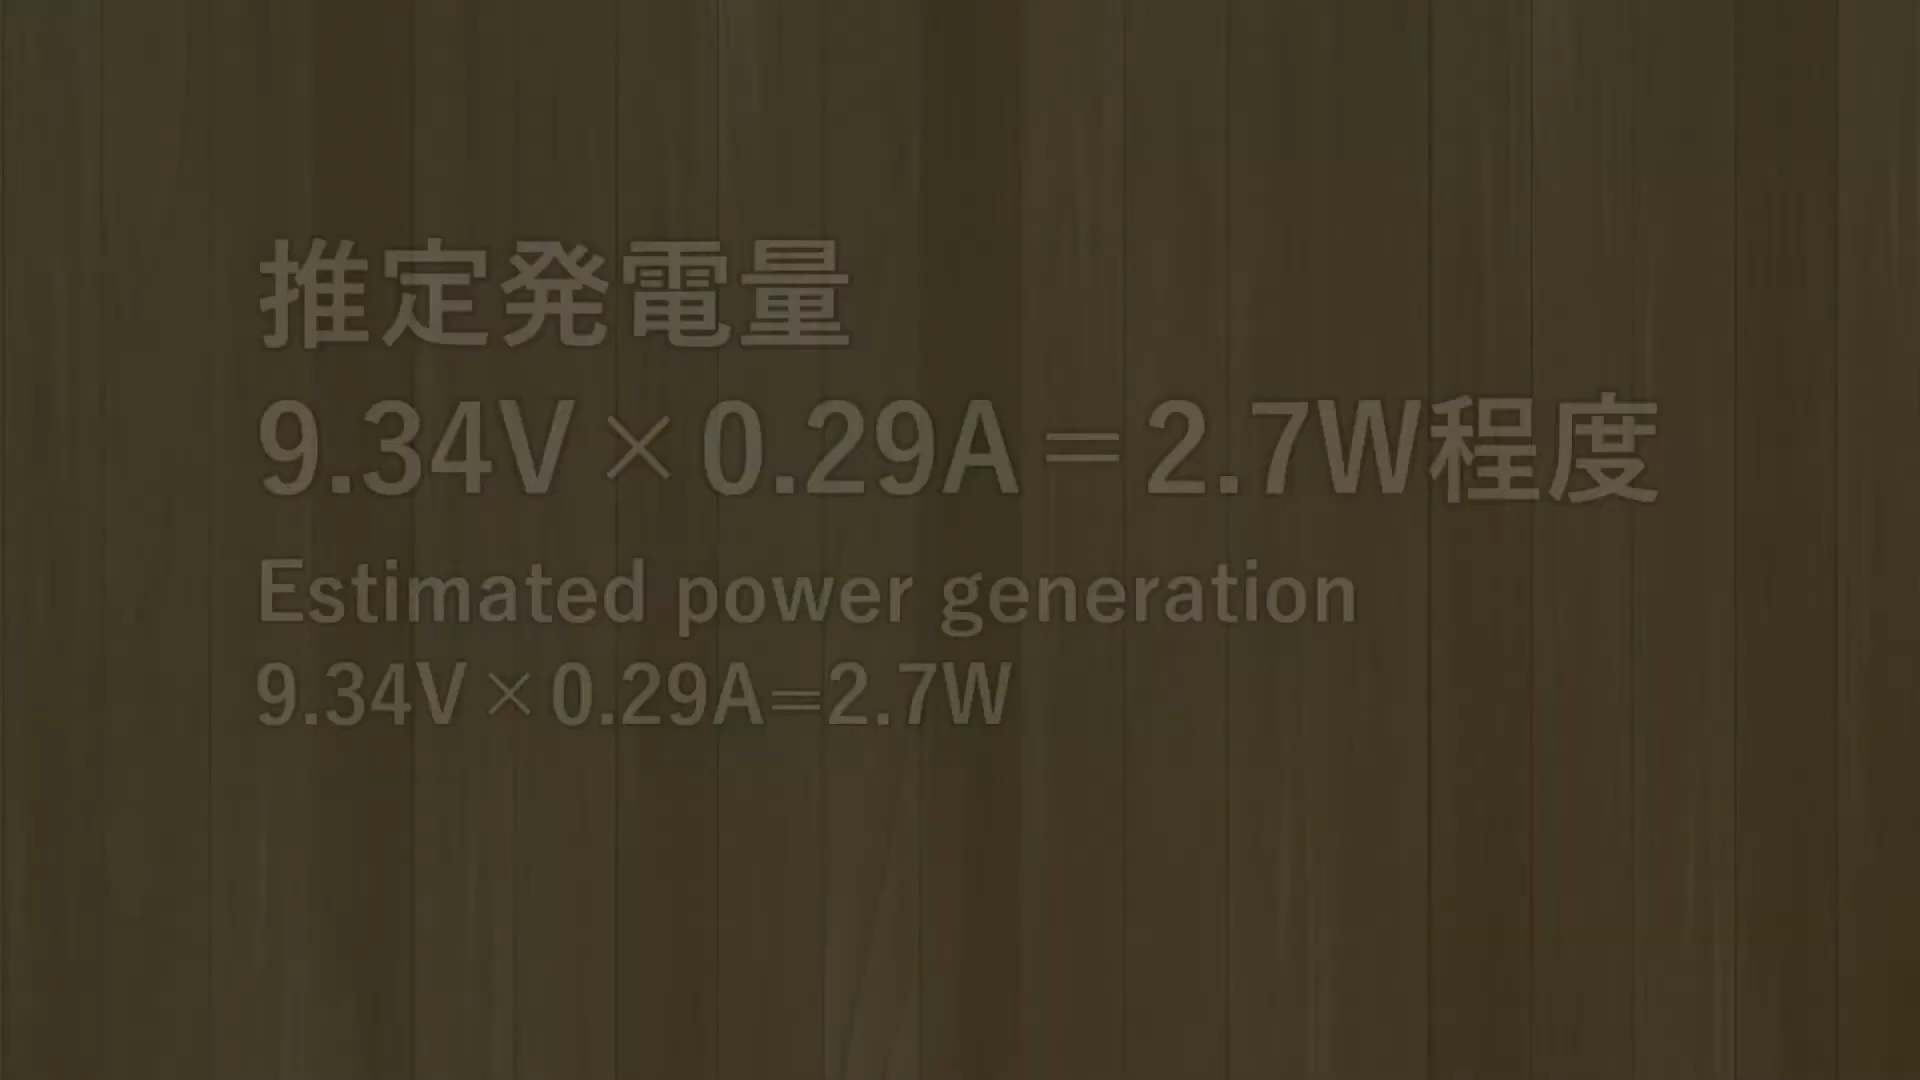 推定発電量
9.34V×0.29A＝2.7W程度
Estimated power generation
9.34V×0.29A=2.7W